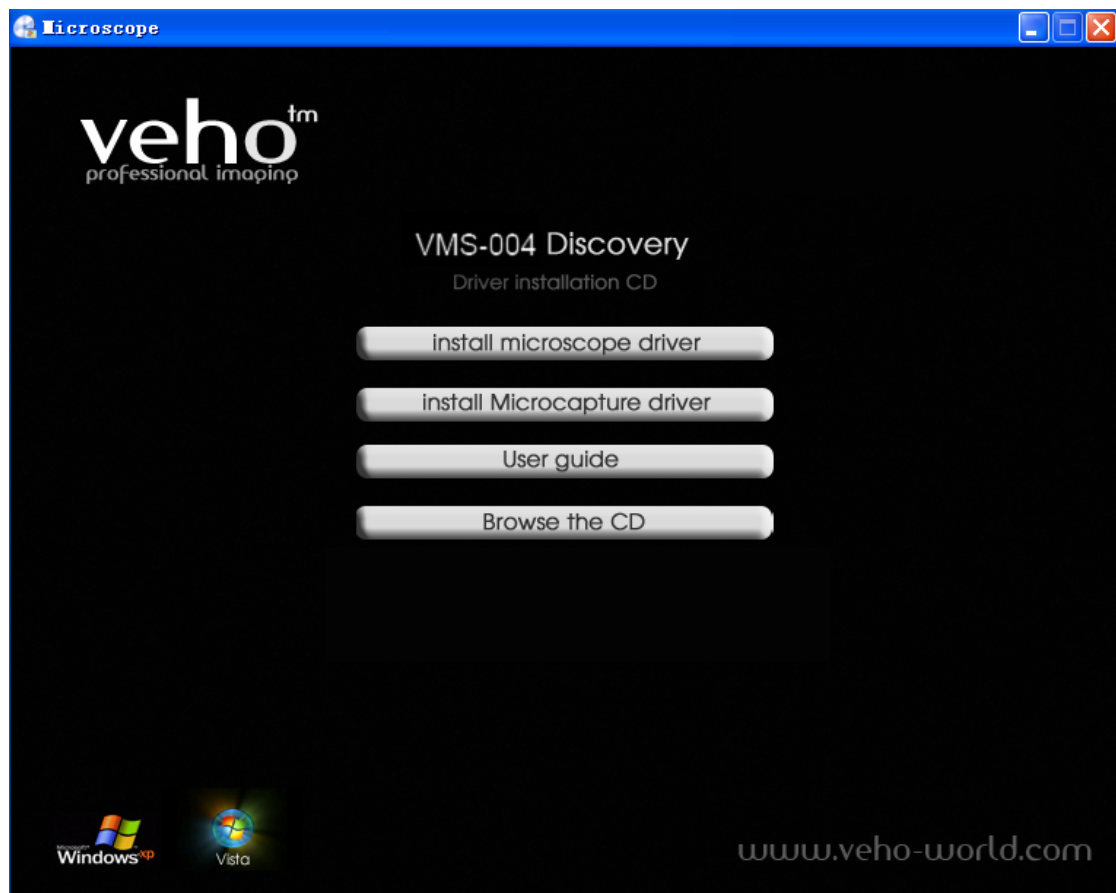 Microscope
veho tm
professional imaging
VMS-004 Discovery
Driver installation CD
install microscope driver
install Microcapture driver
User guide
Browse the CD
Microsoft
Windows xp
Vista
www.veho-world.com